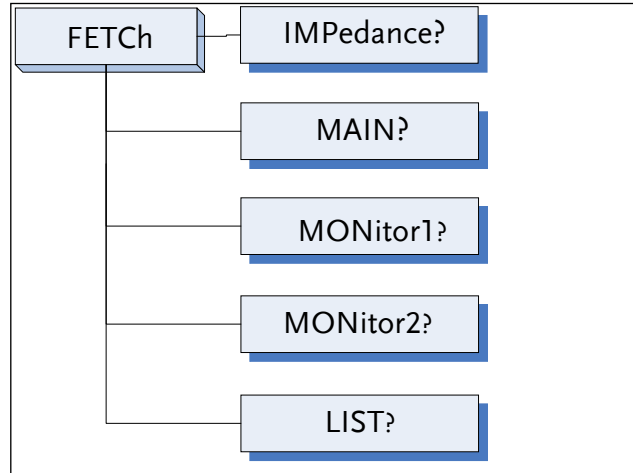 FETCh
IMPedance?
MAIN?
MONitor1?
MONitor2?
LIST?